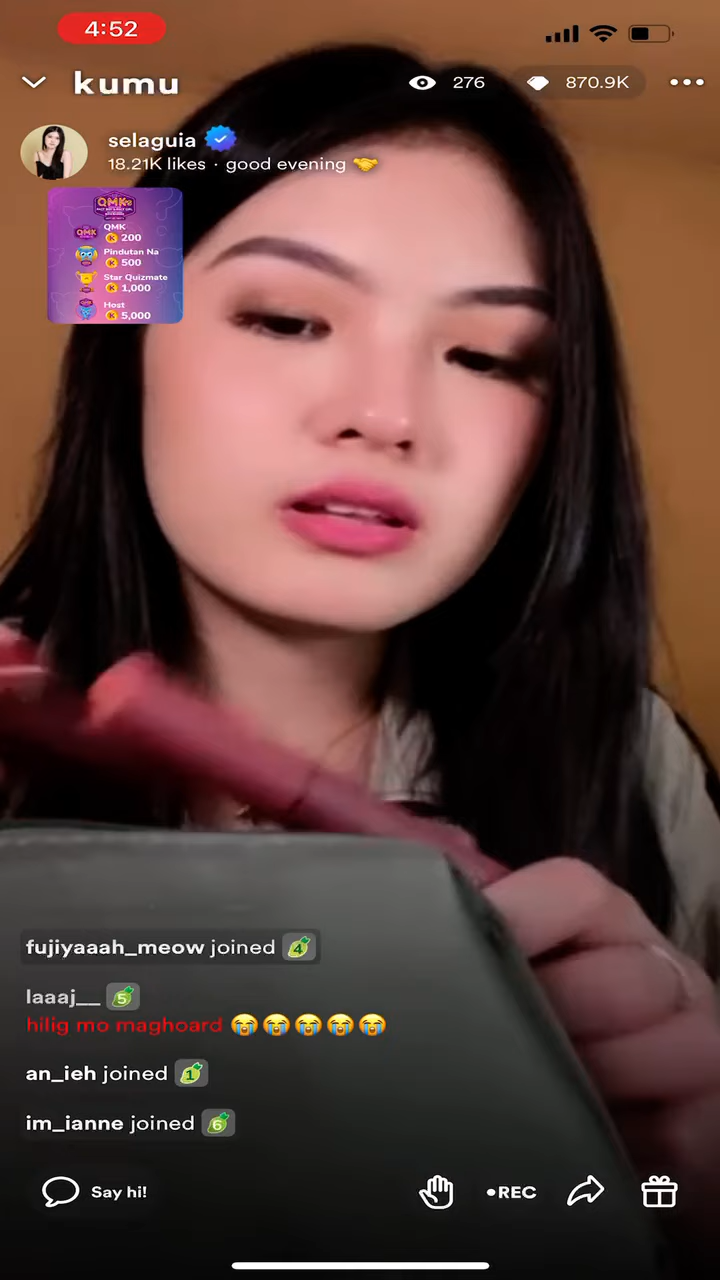 4:52
kumu
276
870.9K
selaguia
18.21K likes · good evening 🤝
QMKs
QMK
200
Pindutan Na
500
Star Quizmate
1,000
Host
5,000
fujiyaaah_meow joined 4
laaaj__ 5
hilig mo maghoard 😭😭😭😭😭
an_ieh joined 1
im_ianne joined 6
Say hi!
•REC